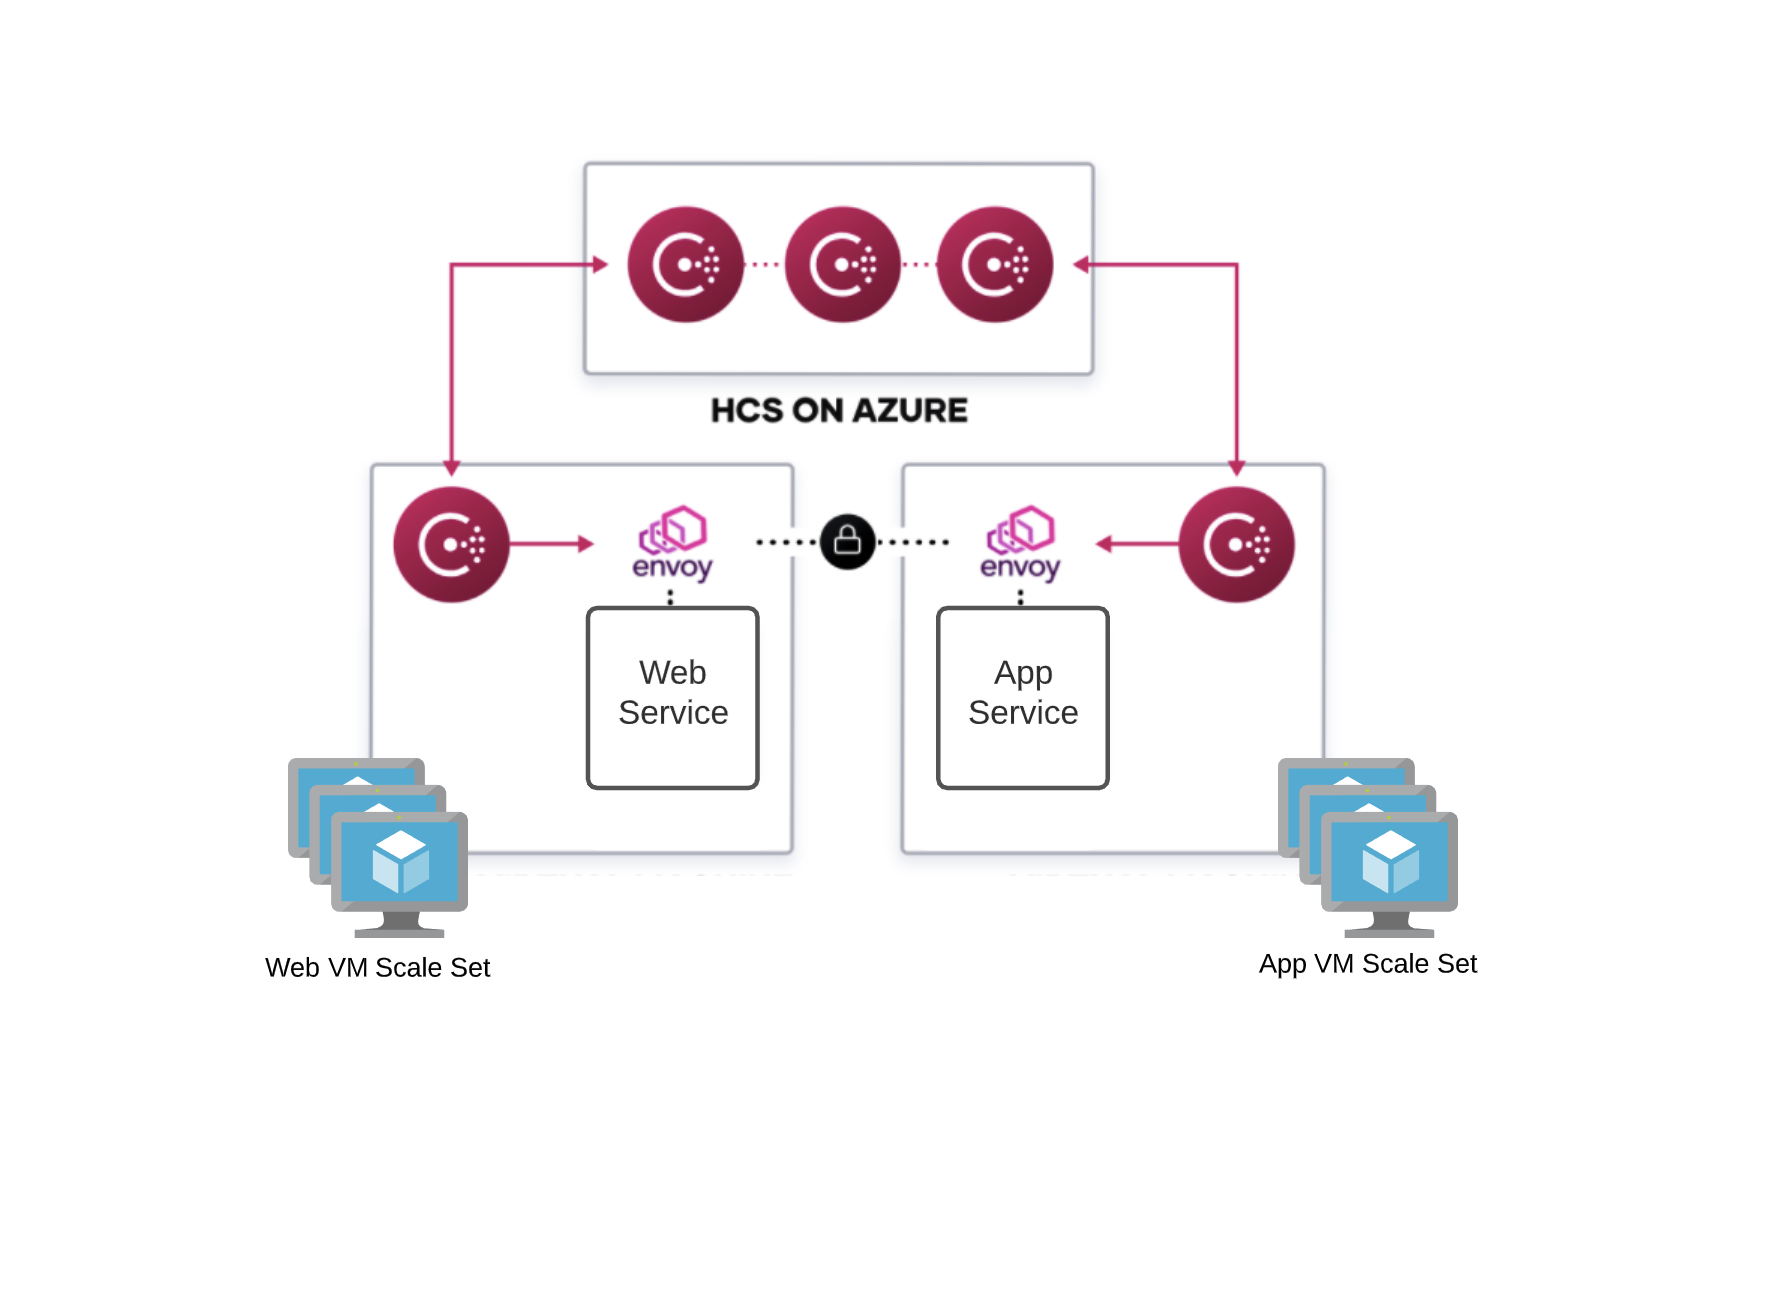 HCS ON AZURE
envoy
envoy
Web
Service
App
Service
Web VM Scale Set
App VM Scale Set